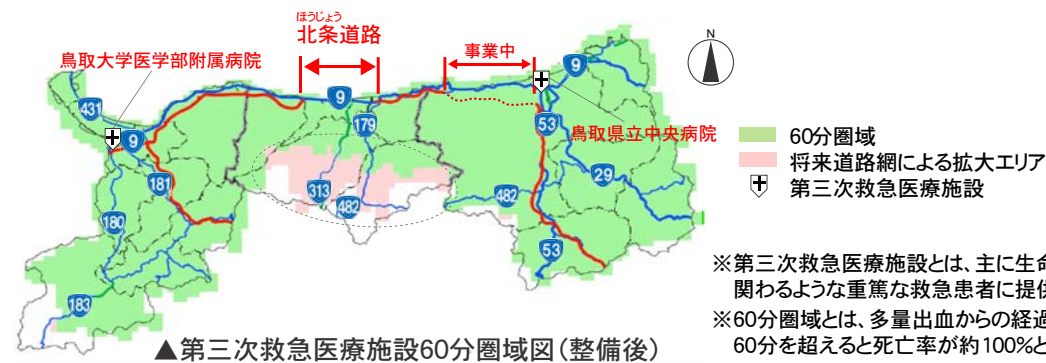 ほうじょう
北条道路
鳥取大学医学部附属病院
事業中
N
9
9
431
9
179
鳥取県立中央病院
53
29
181
313
482
482
180
53
183
60分圏域
将来道路網による拡大エリア
第三次救急医療施設
※第三次救急医療施設とは、主に生命
関わるような重篤な救急患者に提供
※60分圏域とは、多量出血からの経過
60分を超えると死亡率が約100%と
▲第三次救急医療施設60分圏域図(整備後)